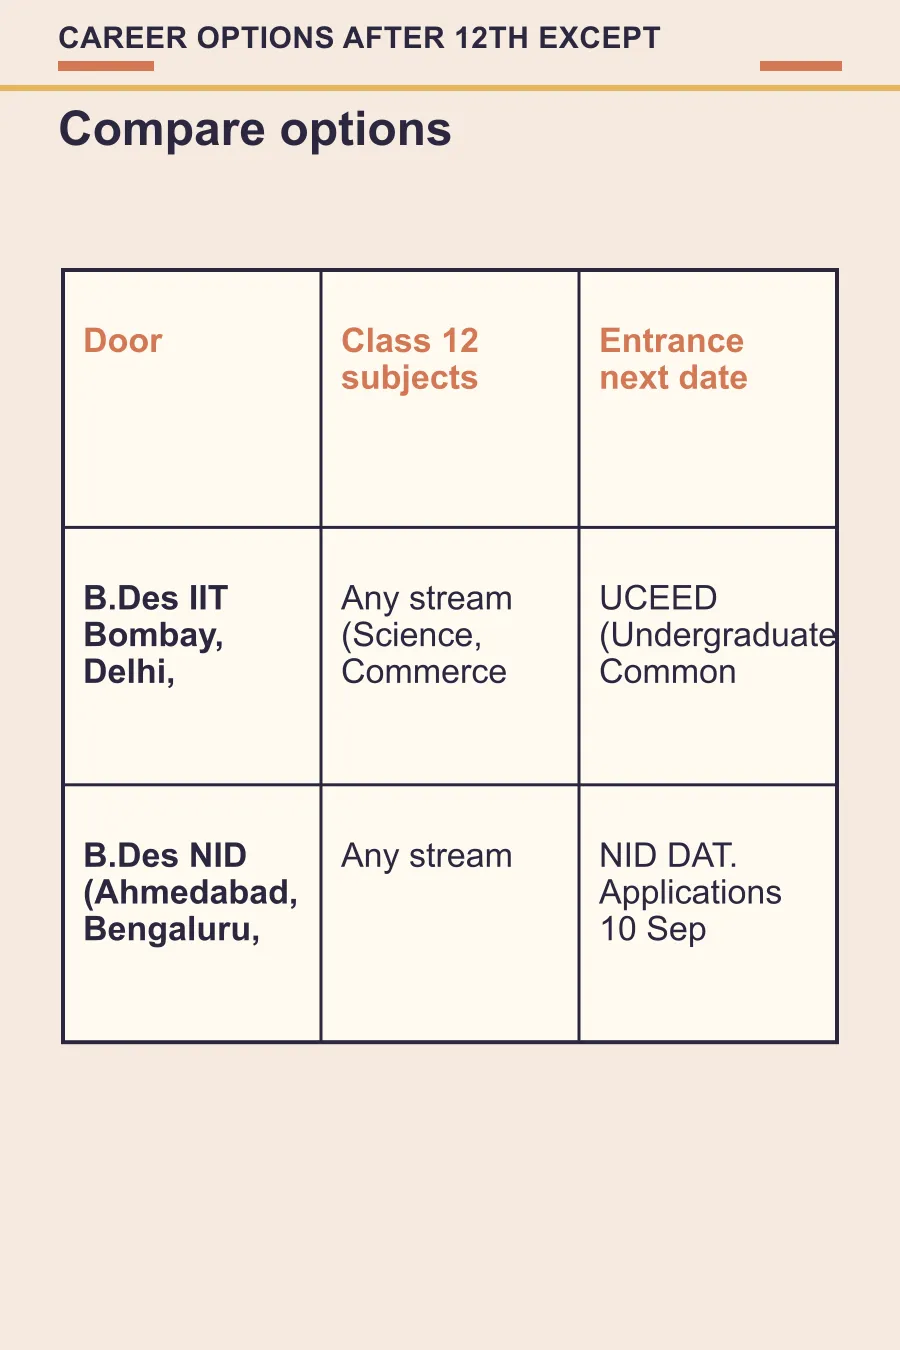 CAREER OPTIONS AFTER 12TH EXCEPT
Compare options
Door
Class 12
subjects
Entrance
next date
B.Des IIT
Bombay,
Delhi,
Any stream
(Science,
Commerce
UCEED
(Undergraduate
Common
B.Des NID
(Ahmedabad,
Bengaluru,
Any stream
NID DAT.
Applications
10 Sep